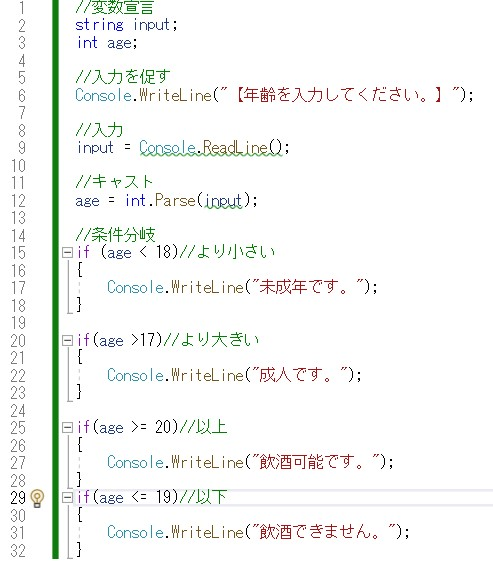 1 //変数宣言
2 string input;
3 int age;
4
5 //入力を促す
6 Console.WriteLine("【年齢を入力してください。】");
7
8 //入力
9 input = Console.ReadLine();
10
11 //キャスト
12 age = int.Parse(input);
13
14 //条件分岐
15 if (age < 18)//より小さい
16 {
17 Console.WriteLine("未成年です。");
18 }
19
20 if(age >17)//より大きい
21 {
22 Console.WriteLine("成人です。");
23 }
24
25 if(age >= 20)//以上
26 {
27 Console.WriteLine("飲酒可能です。");
28 }
29 if(age <= 19)//以下
30 {
31 Console.WriteLine("飲酒できません。");
32 }